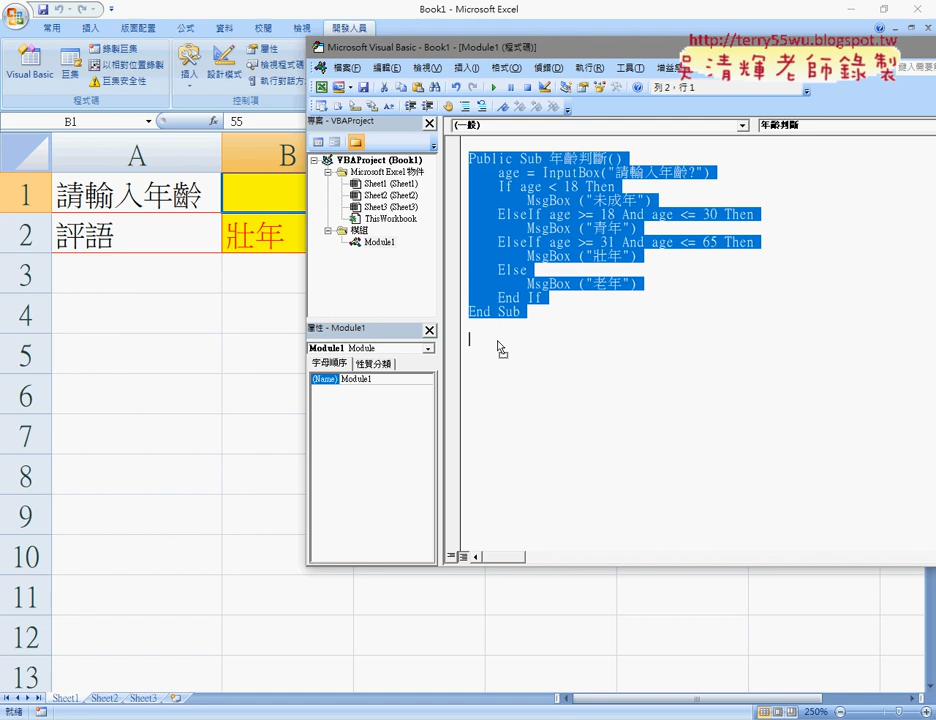 Book1 - Microsoft Excel
常用 插入 版面配置 公式 資料 校閱 檢視 開發人員
Visual Basic 巨集 錄製巨集 以相對位置錄製 巨集安全性
程式碼
插入 設計模式 屬性 檢視程式碼 執行對話方
控制項
http://terry55wu.blogspot.tw
吳清輝老師錄製
Microsoft Visual Basic - Book1 - [Module1 (程式碼)]
檔案(F) 編輯(E) 檢視(V) 插入(I) 格式(O) 偵錯(D) 執行(R) 工具(T) 增益
鍵入需要
列 2，行 1
B1 fx 55
A B
1 請輸入年齡
2 評語 壯年
3
4
5
6
7
8
9
10
11
12
13
專案 - VBAProject
VBAProject (Book1)
Microsoft Excel 物件
Sheet1 (Sheet1)
Sheet2 (Sheet2)
Sheet3 (Sheet3)
ThisWorkbook
模組
Module1
屬性 - Module1
Module1 Module
字母順序 性質分類
(Name) Module1
(一般) 年齡判斷
Public Sub 年齡判斷()
age = InputBox("請輸入年齡?")
If age < 18 Then
MsgBox ("未成年")
ElseIf age >= 18 And age <= 30 Then
MsgBox ("青年")
ElseIf age >= 31 And age <= 65 Then
MsgBox ("壯年")
Else
MsgBox ("老年")
End If
End Sub
Sheet1 Sheet2 Sheet3
就緒 250%